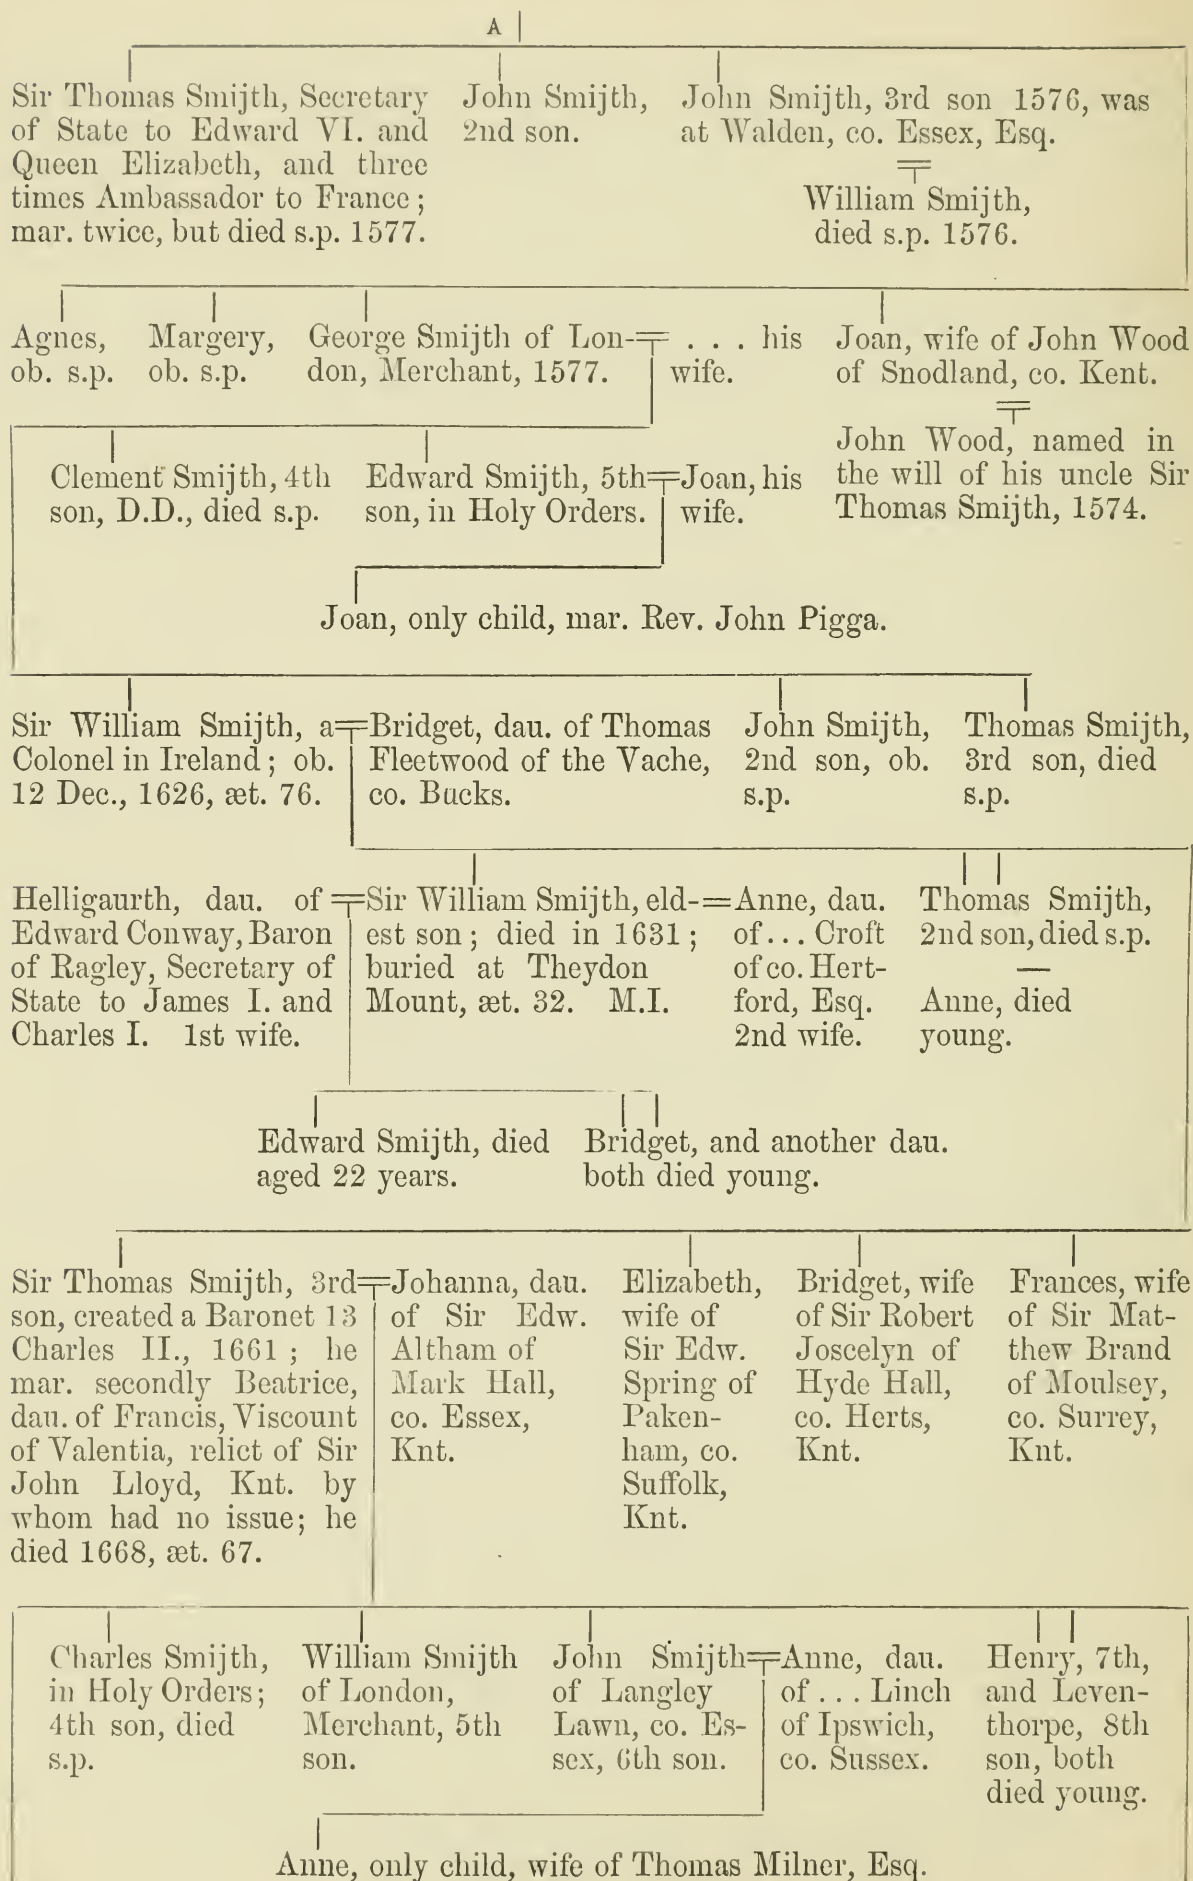 A
Sir Thomas Smijth, Secretary
of State to Edward VI. and
Queen Elizabeth, and three
times Ambassador to France;
mar. twice, but died s.p. 1577.
John Smijth,
2nd son.
John Smijth, 3rd son 1576, was
at Walden, co. Essex, Esq.
William Smijth,
died s.p. 1576.
Agnes,
ob. s.p.
Margery,
ob. s.p.
George Smijth of Lon-
don, Merchant, 1577.
. . . his
wife.
Joan, wife of John Wood
of Snodland, co. Kent.
John Wood, named in
the will of his uncle Sir
Thomas Smijth, 1574.
Clement Smijth, 4th
son, D.D., died s.p.
Edward Smijth, 5th
son, in Holy Orders.
Joan, his
wife.
Joan, only child, mar. Rev. John Pigga.
Sir William Smijth, a
Colonel in Ireland; ob.
12 Dec., 1626, æt. 76.
Bridget, dau. of Thomas
Fleetwood of the Vache,
co. Bucks.
John Smijth,
2nd son, ob.
s.p.
Thomas Smijth,
3rd son, died
s.p.
Helligaurth, dau. of
Edward Conway, Baron
of Ragley, Secretary of
State to James I. and
Charles I. 1st wife.
Sir William Smijth, eld-
est son; died in 1631;
buried at Theydon
Mount, æt. 32. M.I.
Anne, dau.
of... Croft
of co. Hert-
ford, Esq.
2nd wife.
Thomas Smijth,
2nd son, died s.p.
—
Anne, died
young.
Edward Smijth, died
aged 22 years.
Bridget, and another dau.
both died young.
Sir Thomas Smijth, 3rd
son, created a Baronet 13
Charles II., 1661; he
mar. secondly Beatrice,
dau. of Francis, Viscount
of Valentia, relict of Sir
John Lloyd, Knt. by
whom had no issue; he
died 1668, æt. 67.
Johanna, dau.
of Sir Edw.
Altham of
Mark Hall,
co. Essex,
Knt.
Elizabeth,
wife of
Sir Edw.
Spring of
Paken-
ham, co.
Suffolk,
Knt.
Bridget, wife
of Sir Robert
Joscelyn of
Hyde Hall,
co. Herts,
Knt.
Frances, wife
of Sir Mat-
thew Brand
of Moulsey,
co. Surrey,
Knt.
Charles Smijth,
in Holy Orders;
4th son, died
s.p.
William Smijth
of London,
Merchant, 5th
son.
John Smijth
of Langley
Lawn, co. Es-
sex, 6th son.
Anne, dau.
of . . . Linch
of Ipswich,
co. Sussex.
Henry, 7th,
and Leven-
thorpe, 8th
son, both
died young.
Anne, only child, wife of Thomas Milner, Esq.